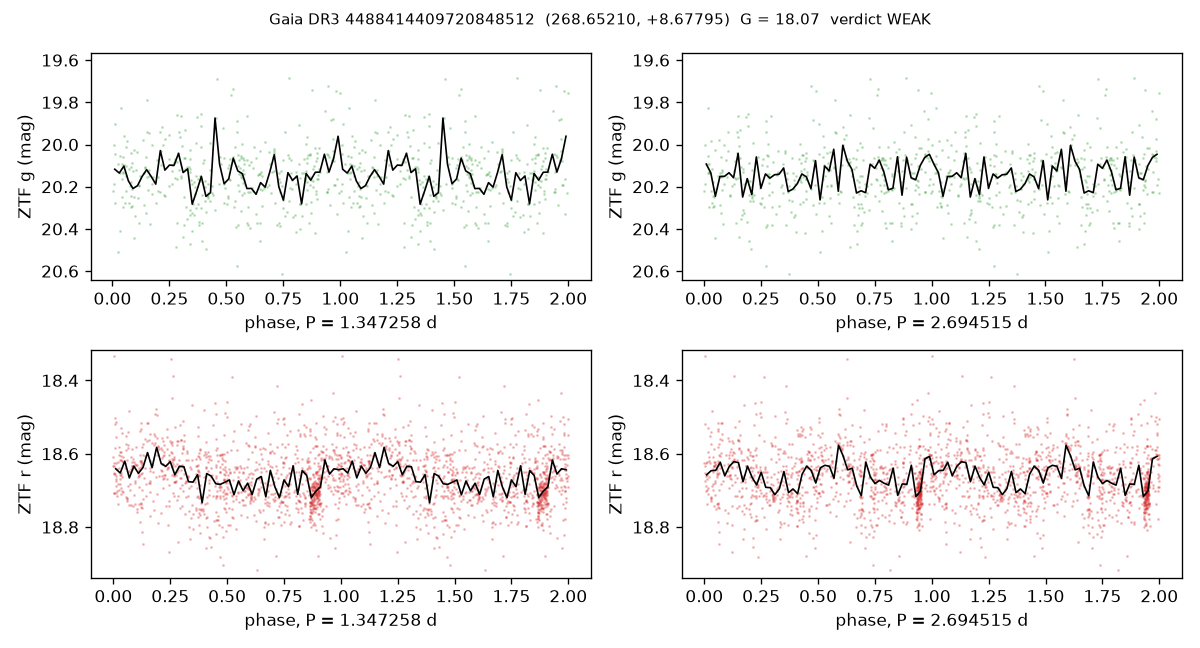 Gaia DR3 4488414409720848512  (268.65210, +8.67795)  G = 18.07  verdict WEAK
ZTF g (mag)
19.6
19.8
20.0
20.2
20.4
20.6
0.00 0.25 0.50 0.75 1.00 1.25 1.50 1.75 2.00
phase, P = 1.347258 d
ZTF g (mag)
19.6
19.8
20.0
20.2
20.4
20.6
0.00 0.25 0.50 0.75 1.00 1.25 1.50 1.75 2.00
phase, P = 2.694515 d
ZTF r (mag)
18.4
18.6
18.8
0.00 0.25 0.50 0.75 1.00 1.25 1.50 1.75 2.00
phase, P = 1.347258 d
ZTF r (mag)
18.4
18.6
18.8
0.00 0.25 0.50 0.75 1.00 1.25 1.50 1.75 2.00
phase, P = 2.694515 d